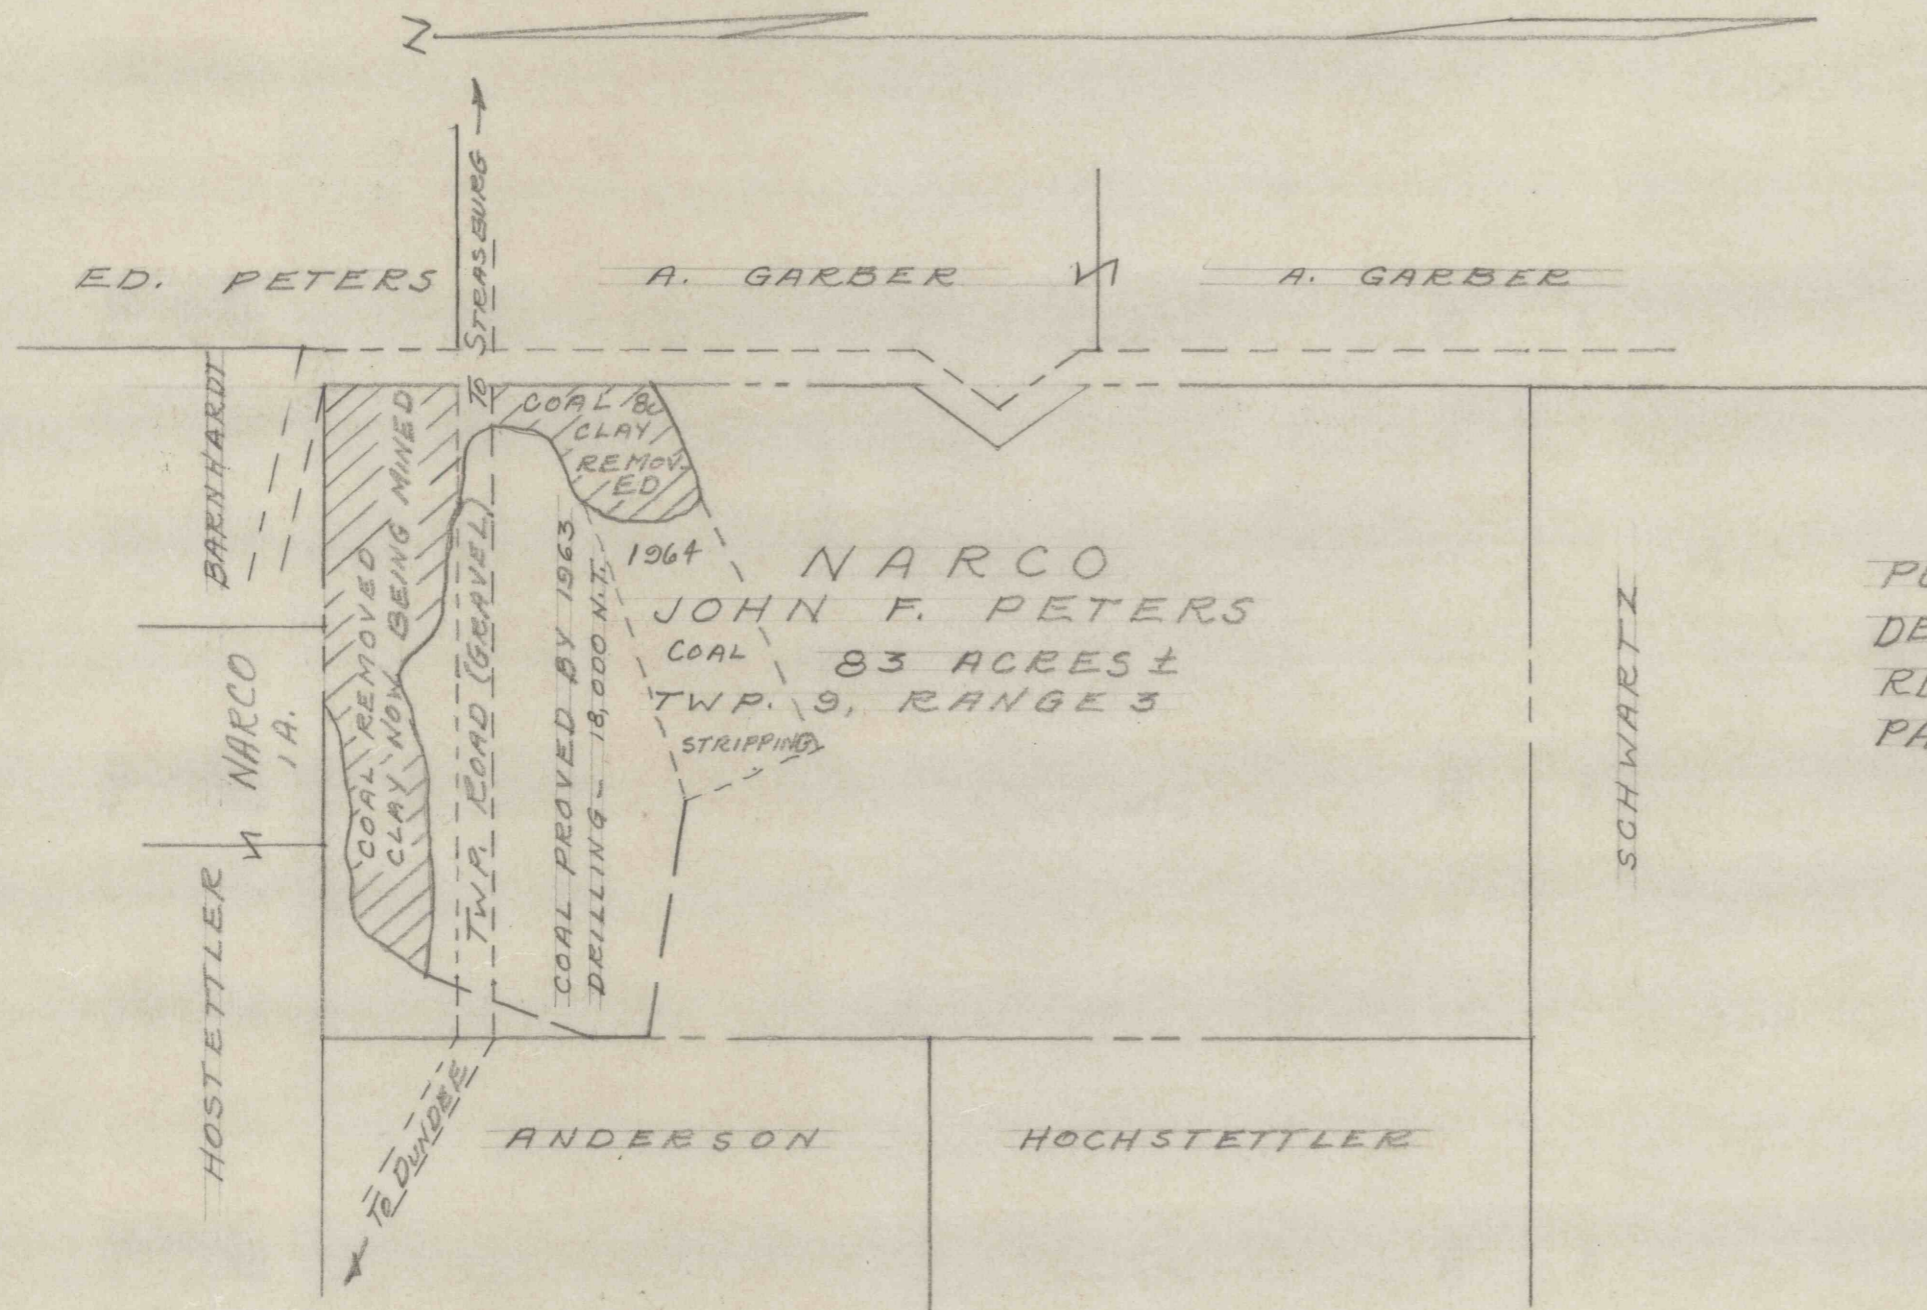 N
ED. PETERS
TO STRASBURG
A. GARBER
A. GARBER
BARNHARDT
NARCO
1A.
HOSTETTLER
COAL REMOVED
CLAY NOW BEING MINED
TWP. ROAD (GRAVEL)
COAL &
CLAY
REMOV-
ED
COAL PROVED BY 1963
DRILLING - 18,000 N.T.
1964
COAL
STRIPPING
NARCO
JOHN F. PETERS
83 ACRES ±
TWP. 9, RANGE 3
SCHWARTZ
TO DUNDEE
ANDERSON
HOCHSTETTLER